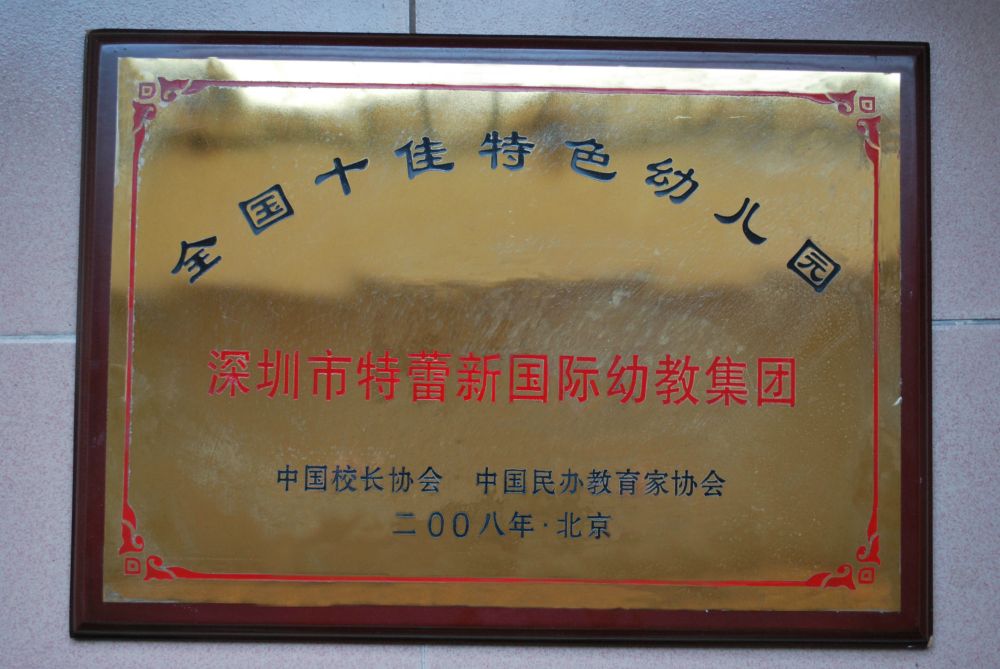 全国十佳特色幼儿园
深圳市特蕾新国际幼教集团
中国校长协会 中国民办教育家协会
二00八年·北京